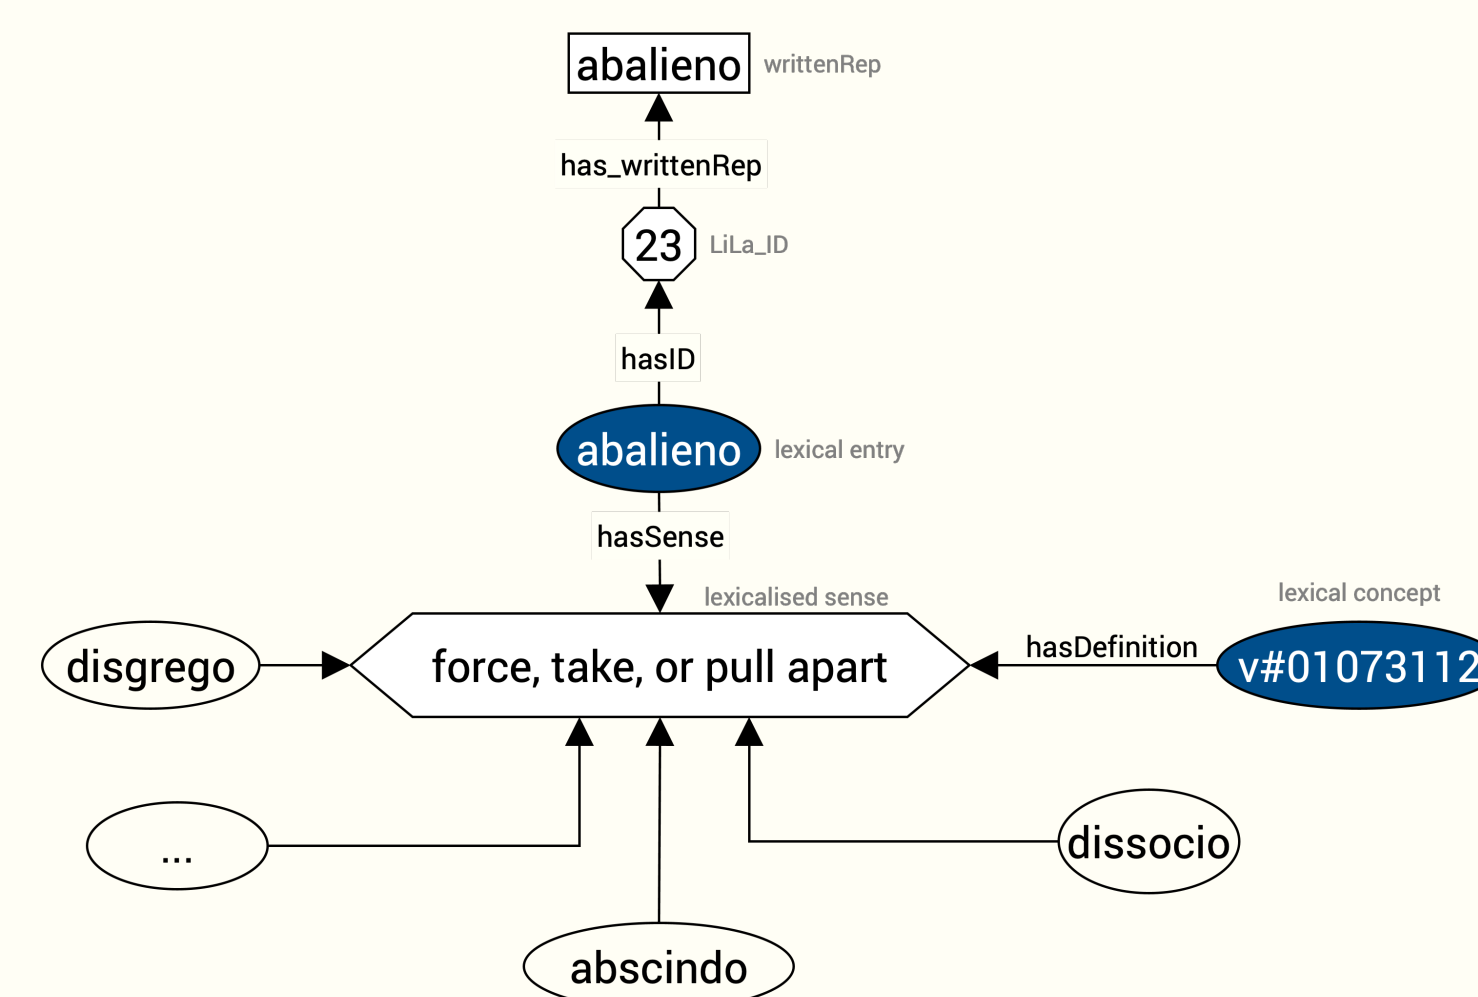 abalieno writtenRep
has_writtenRep
23 LiLa_ID
hasID
abalieno lexical entry
hasSense
lexicalised sense
lexical concept
disgrego
force, take, or pull apart
hasDefinition
v#01073112
...
dissocio
abscindo